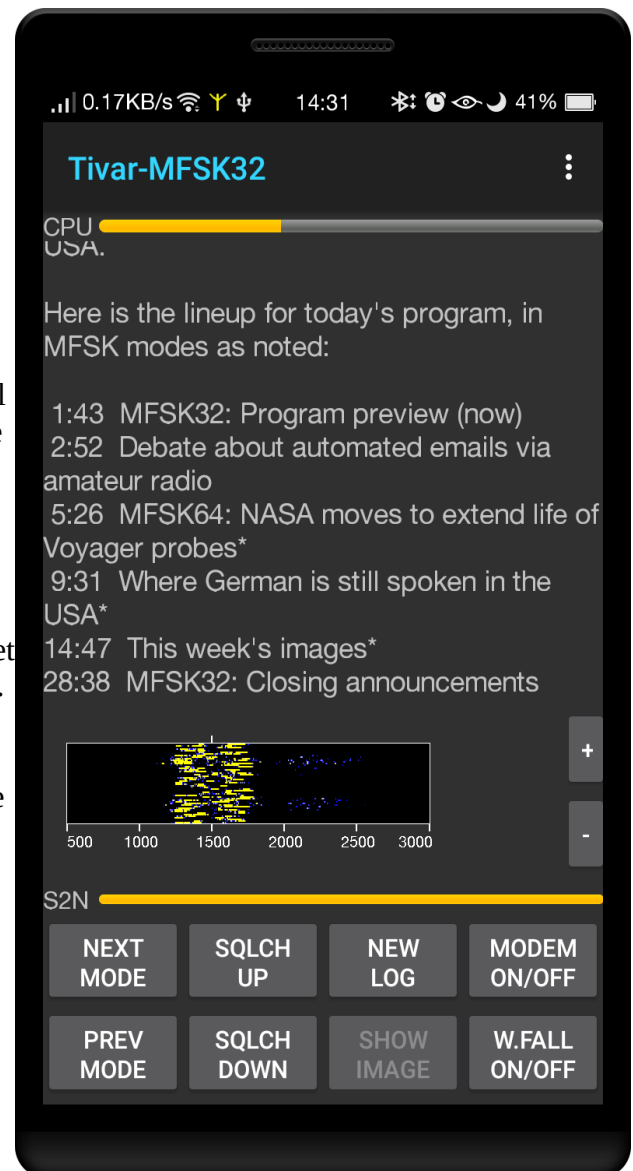 0.17KB/s 14:31 41%
Tivar-MFSK32
CPU
USA.
Here is the lineup for today's program, in
MFSK modes as noted:
1:43 MFSK32: Program preview (now)
2:52 Debate about automated emails via
amateur radio
5:26 MFSK64: NASA moves to extend life of
Voyager probes*
9:31 Where German is still spoken in the
USA*
14:47 This week's images*
28:38 MFSK32: Closing announcements
+
-
500 1000 1500 2000 2500 3000
S2N
NEXT MODE
SQLCH UP
NEW LOG
MODEM ON/OFF
PREV MODE
SQLCH DOWN
SHOW IMAGE
W.FALL ON/OFF